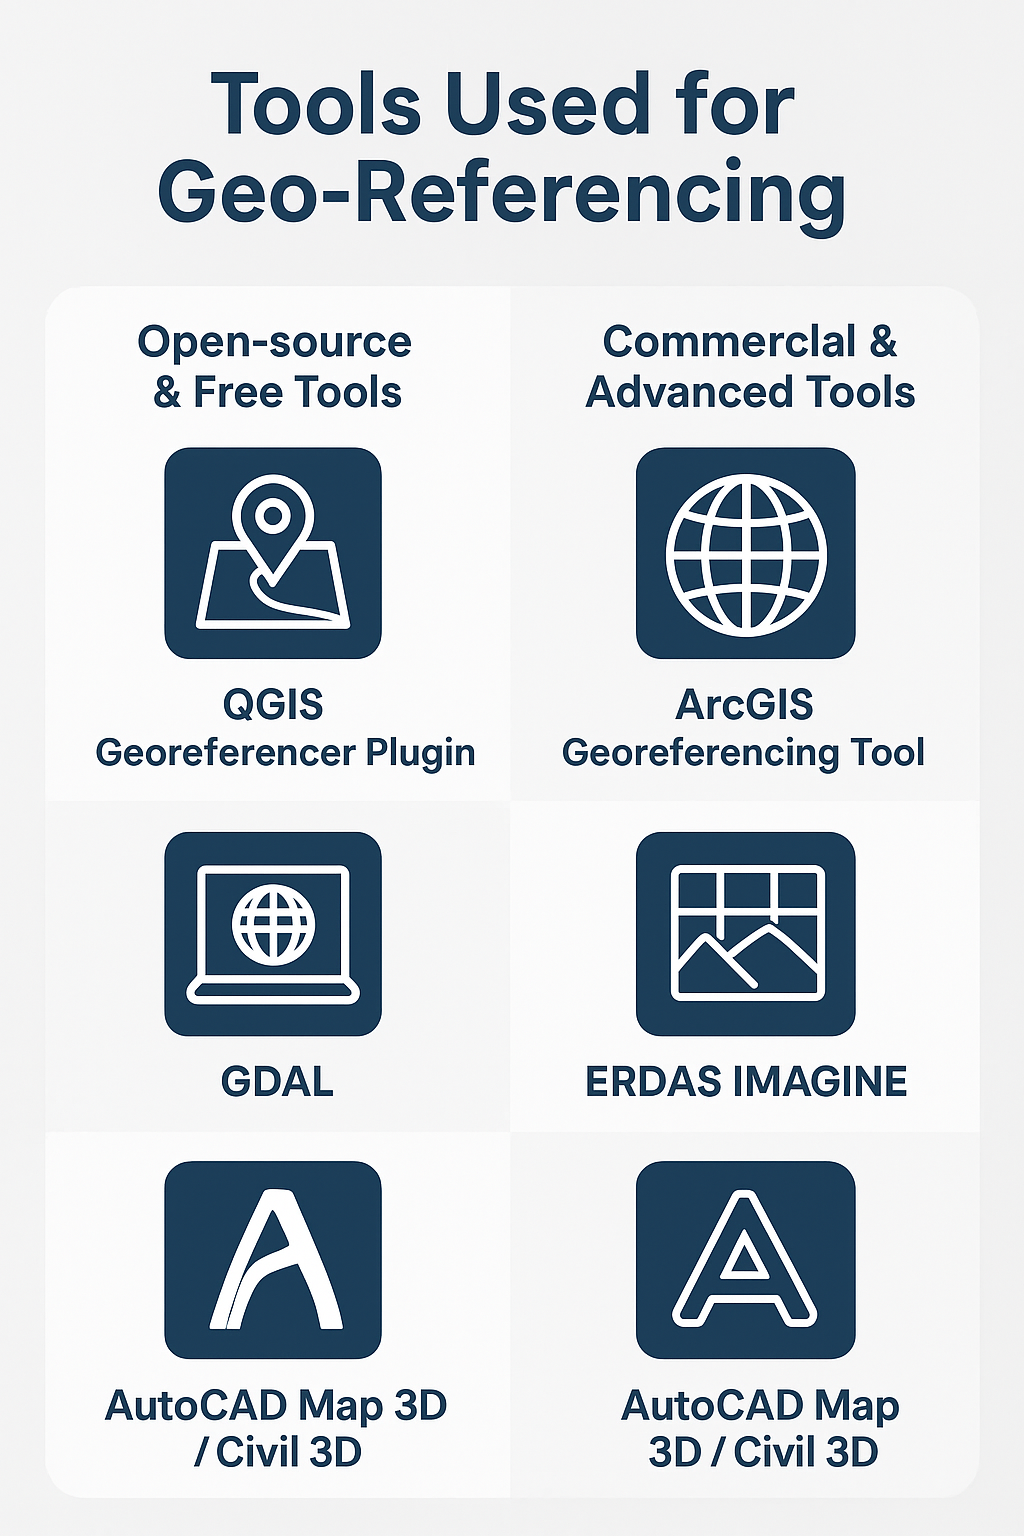 Tools Used for
Geo-Referencing
Open-source
& Free Tools
Commerclal &
Advanced Tools
QGIS
Georeferencer Plugin
ArcGIS
Georeferencing Tool
GDAL
ERDAS IMAGINE
AutoCAD Map 3D
/ Civil 3D
AutoCAD Map
3D / Civil 3D